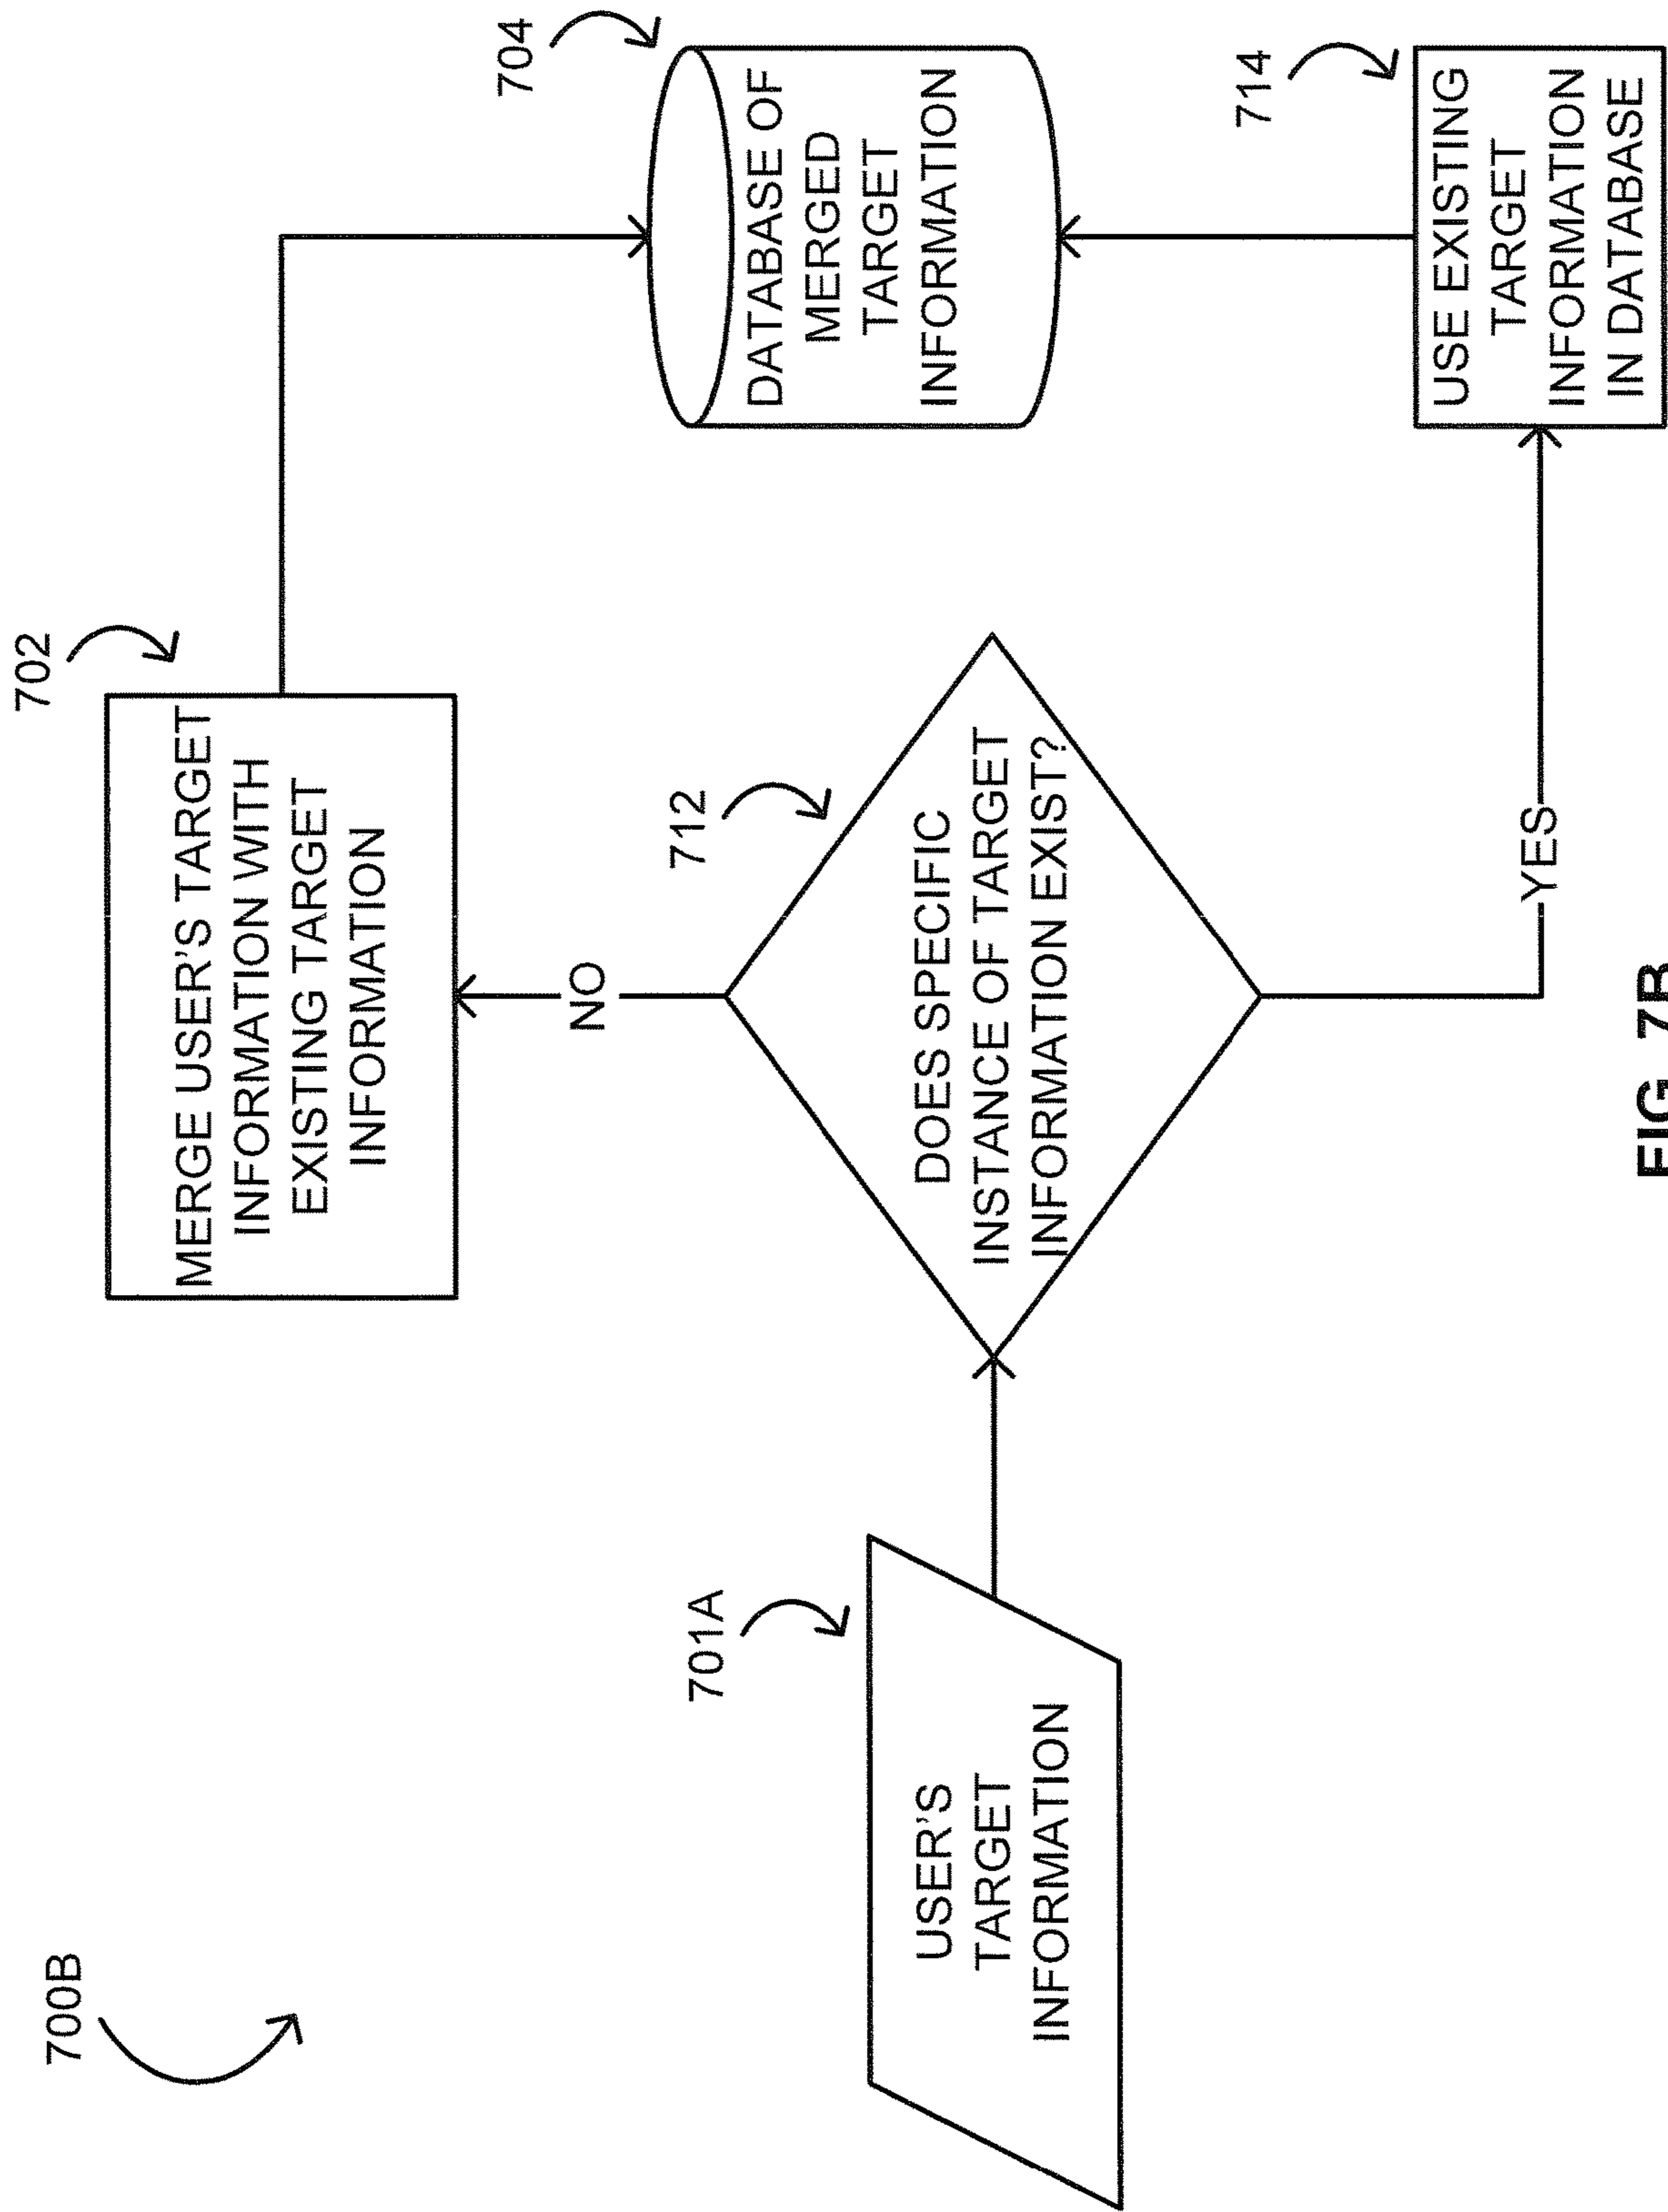 700B
702
MERGE USER'S TARGET
INFORMATION WITH
EXISTING TARGET
INFORMATION
NO
704
DATABASE OF
MERGED
TARGET
INFORMATION
701A
USER'S
TARGET
INFORMATION
712
DOES SPECIFIC
INSTANCE OF TARGET
INFORMATION EXIST?
YES
714
USE EXISTING
TARGET
INFORMATION
IN DATABASE
FIG. 7B